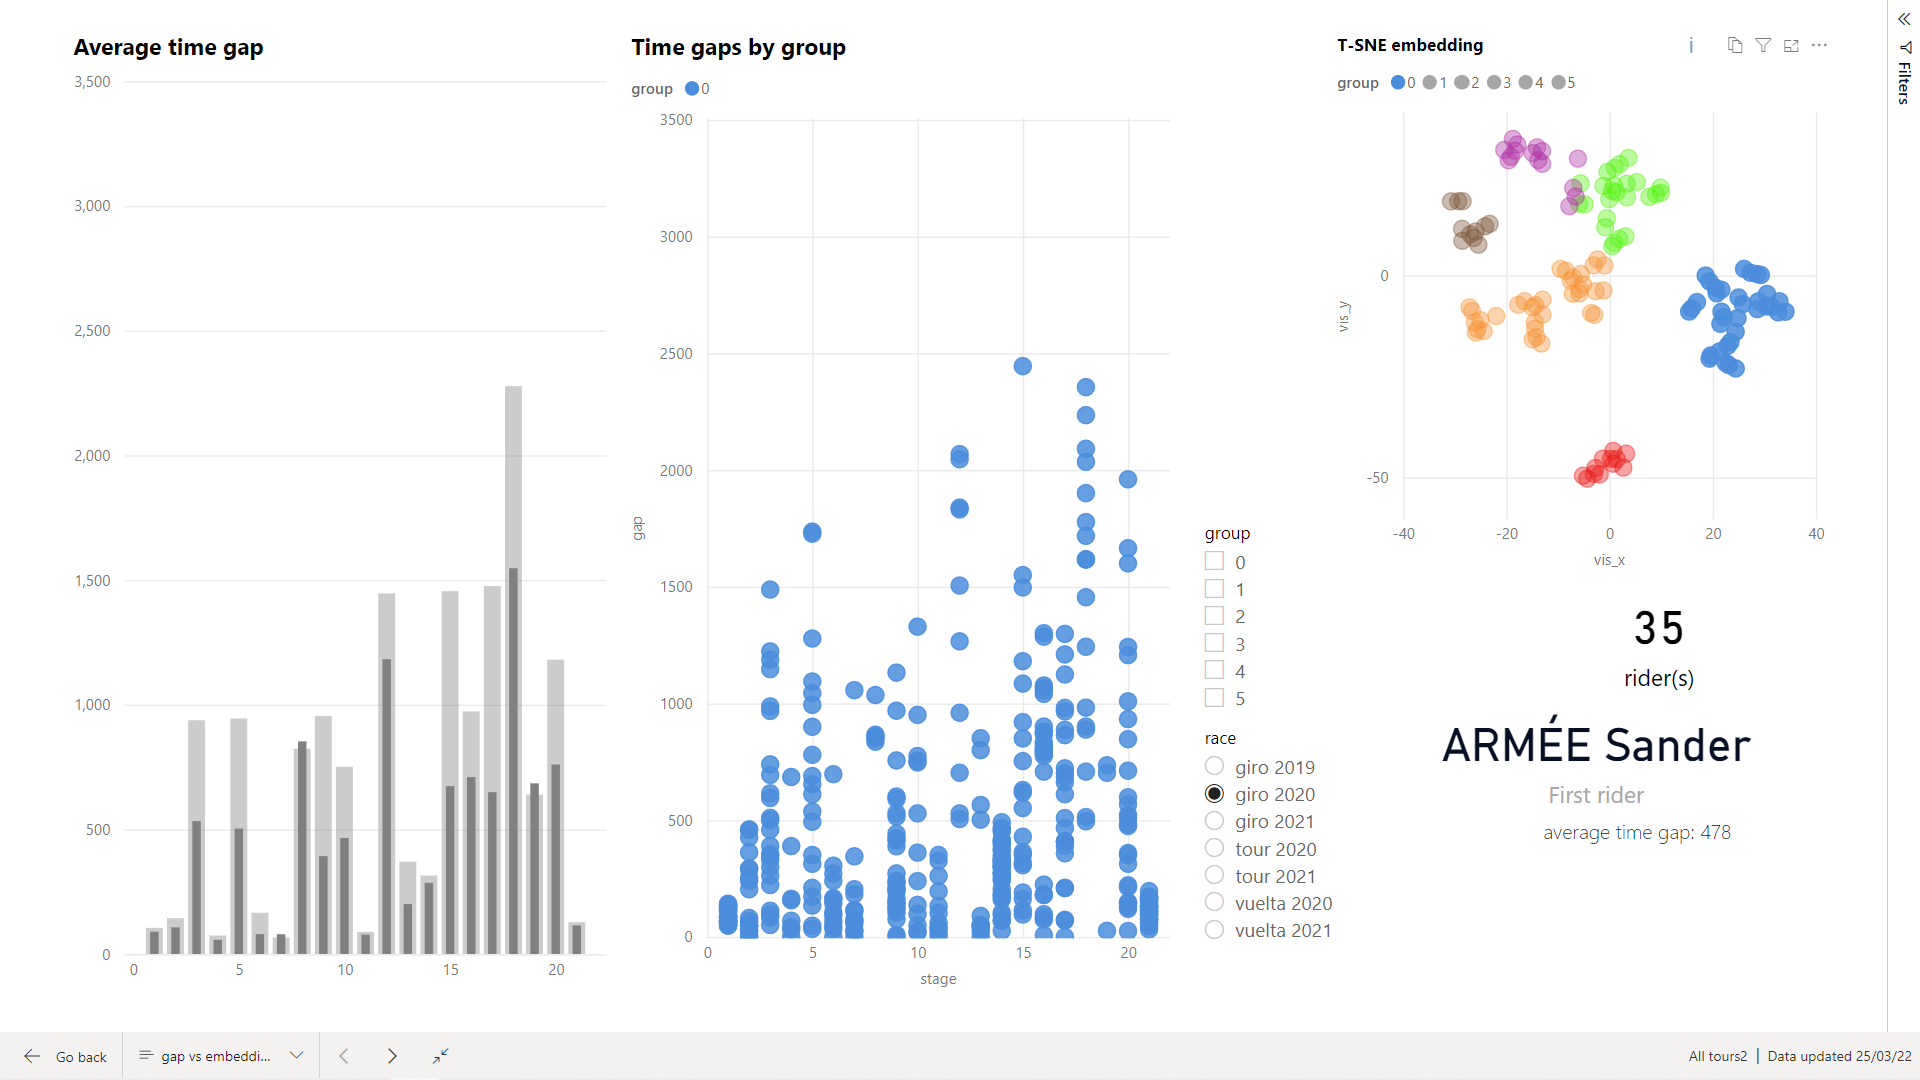 Average time gap
3,500
3,000
2,500
2,000
1,500
1,000
500
0
0 5 10 15 20
Time gaps by group
group 0
3500
3000
2500
2000
1500
1000
500
0
gap
0 5 10 15 20
stage
group
0
1
2
3
4
5
race
giro 2019
giro 2020
giro 2021
tour 2020
tour 2021
vuelta 2020
vuelta 2021
T-SNE embedding
i
group 0 1 2 3 4 5
0
-50
vis_y
-40 -20 0 20 40
vis_x
35
rider(s)
ARMÉE Sander
First rider
average time gap: 478
Filters
Go back
gap vs embeddi...
All tours2 | Data updated 25/03/22